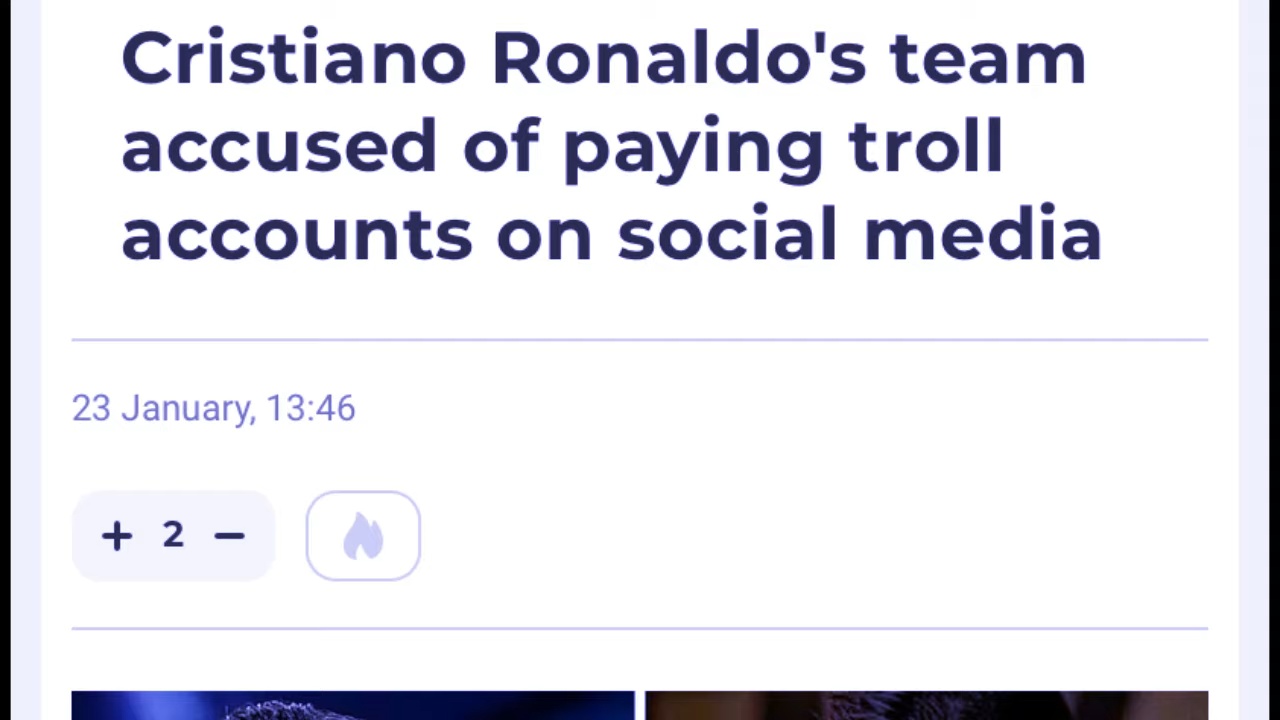 Cristiano Ronaldo's team
accused of paying troll
accounts on social media
23 January, 13:46
+ 2 −